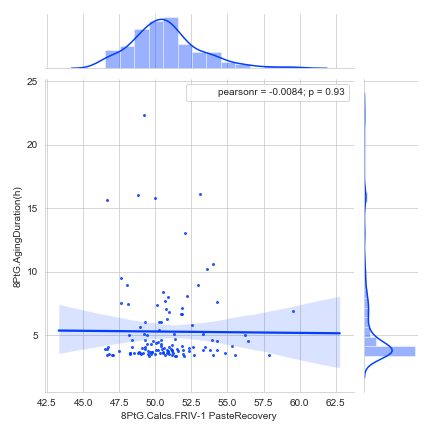 25
pearsonr = -0.0084; p = 0.93
20
15
10
5
8PtG.AgingDuration(h)
42.5 45.0 47.5 50.0 52.5 55.0 57.5 60.0 62.5
8PtG.Calcs.FRIV-1 PasteRecovery